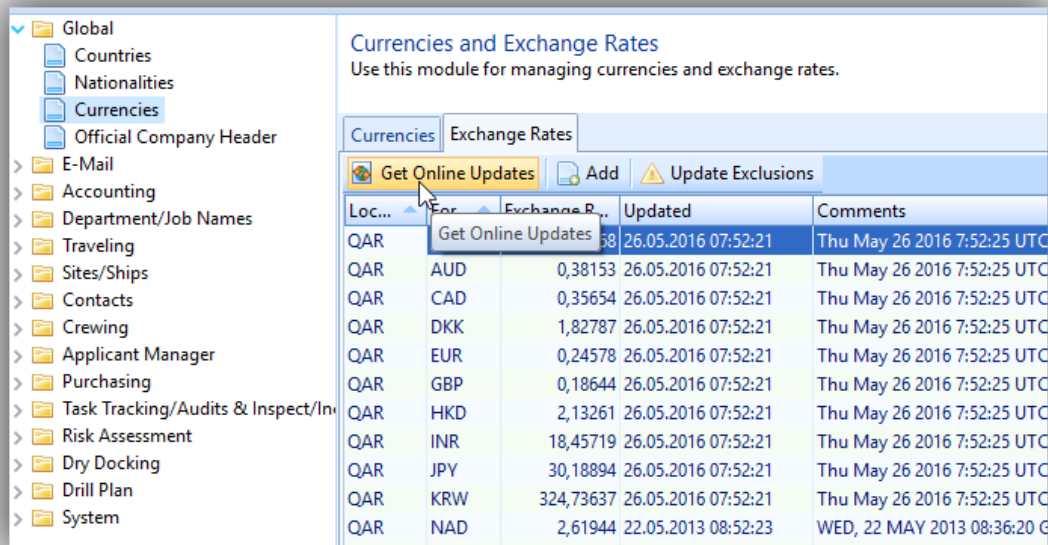 Global
Countries
Nationalities
Currencies
Official Company Header
E-Mail
Accounting
Department/Job Names
Traveling
Sites/Ships
Contacts
Crewing
Applicant Manager
Purchasing
Task Tracking/Audits & Inspect/In
Risk Assessment
Dry Docking
Drill Plan
System
Currencies and Exchange Rates
Use this module for managing currencies and exchange rates.
Currencies Exchange Rates
Get Online Updates Add Update Exclusions
Loc... For... Exchange R... Updated Comments
Get Online Updates
QAR 68 26.05.2016 07:52:21 Thu May 26 2016 7:52:25 UTC
QAR AUD 0,38153 26.05.2016 07:52:21 Thu May 26 2016 7:52:25 UTC
QAR CAD 0,35654 26.05.2016 07:52:21 Thu May 26 2016 7:52:25 UTC
QAR DKK 1,82787 26.05.2016 07:52:21 Thu May 26 2016 7:52:25 UTC
QAR EUR 0,24578 26.05.2016 07:52:21 Thu May 26 2016 7:52:25 UTC
QAR GBP 0,18644 26.05.2016 07:52:21 Thu May 26 2016 7:52:25 UTC
QAR HKD 2,13261 26.05.2016 07:52:21 Thu May 26 2016 7:52:25 UTC
QAR INR 18,45719 26.05.2016 07:52:21 Thu May 26 2016 7:52:25 UTC
QAR JPY 30,18894 26.05.2016 07:52:21 Thu May 26 2016 7:52:25 UTC
QAR KRW 324,73637 26.05.2016 07:52:21 Thu May 26 2016 7:52:25 UTC
QAR NAD 2,61944 22.05.2013 08:52:23 WED, 22 MAY 2013 08:36:20 G